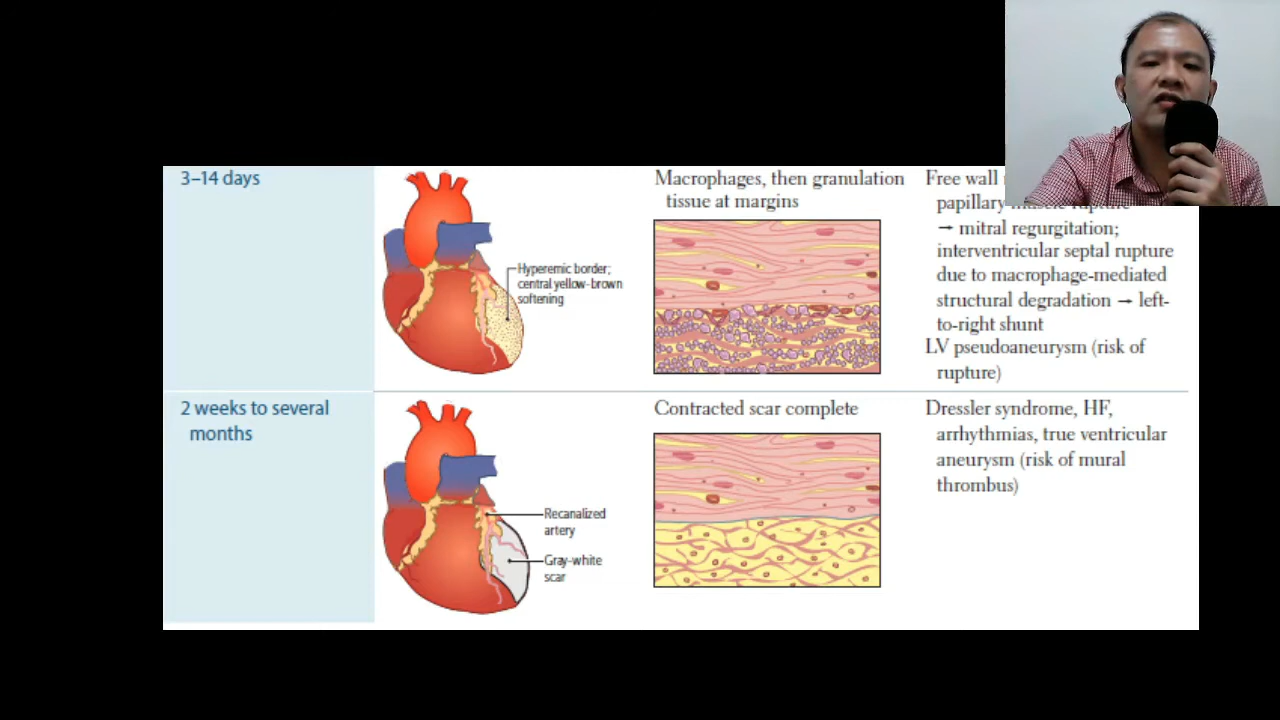 3–14 days
Hyperemic border;
central yellow-brown
softening
Macrophages, then granulation
tissue at margins
Free wall
papillary muscle rupture
→ mitral regurgitation;
interventricular septal rupture
due to macrophage-mediated
structural degradation → left-
to-right shunt
LV pseudoaneurysm (risk of
rupture)
2 weeks to several
months
Recanalized
artery
Gray-white
scar
Contracted scar complete
Dressler syndrome, HF,
arrhythmias, true ventricular
aneurysm (risk of mural
thrombus)